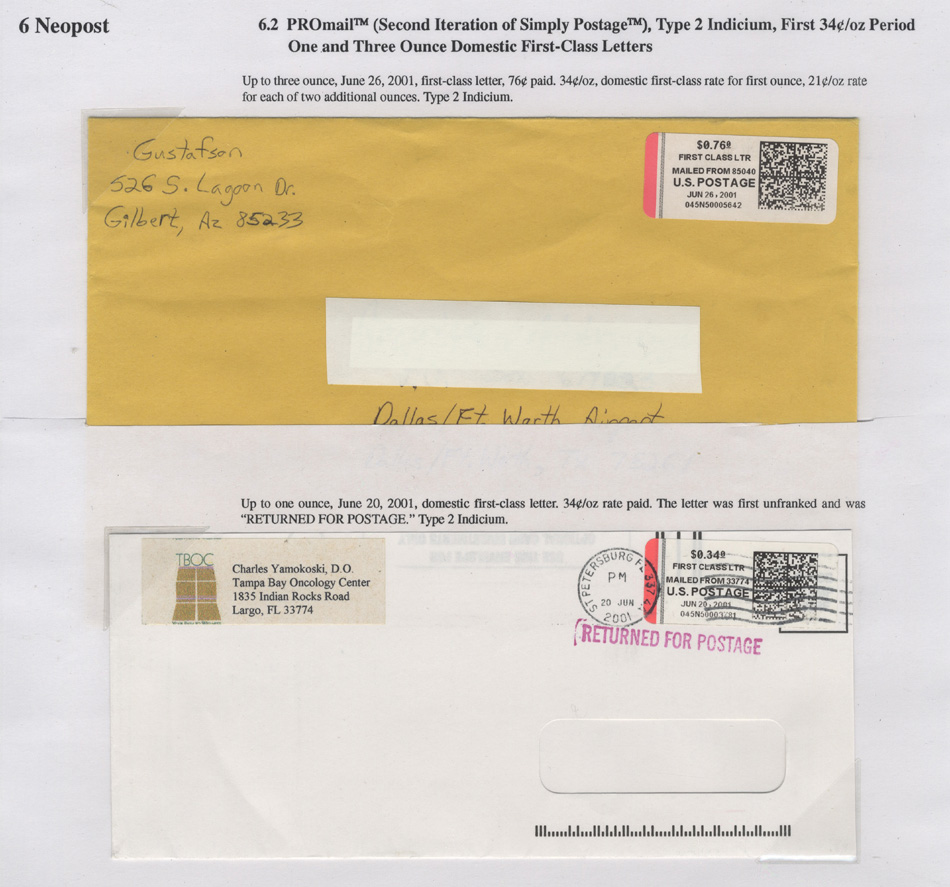 6 Neopost
6.2 PROmail™ (Second Iteration of Simply Postage™), Type 2 Indicium, First 34¢/oz Period
One and Three Ounce Domestic First-Class Letters
Up to three ounce, June 26, 2001, first-class letter, 76¢ paid. 34¢/oz, domestic first-class rate for first ounce, 21¢/oz rate
for each of two additional ounces. Type 2 Indicium.
Gustafson
526 S. Lagoon Dr.
Gilbert, Az 85233
$0.76⁰
FIRST CLASS LTR
MAILED FROM 85040
U.S. POSTAGE
JUN 26, 2001
045N50005642
Dallas/Ft. Worth Airport
Up to one ounce, June 20, 2001, domestic first-class letter. 34¢/oz rate paid. The letter was first unfranked and was
“RETURNED FOR POSTAGE.” Type 2 Indicium.
TBOC
Charles Yamokoski, D.O.
Tampa Bay Oncology Center
1835 Indian Rocks Road
Largo, FL 33774
ST PETERSBURG FL 337
PM
20 JUN
2001
$0.34⁰
FIRST CLASS LTR
MAILED FROM 33774
U.S. POSTAGE
JUN 20, 2001
RETURNED FOR POSTAGE